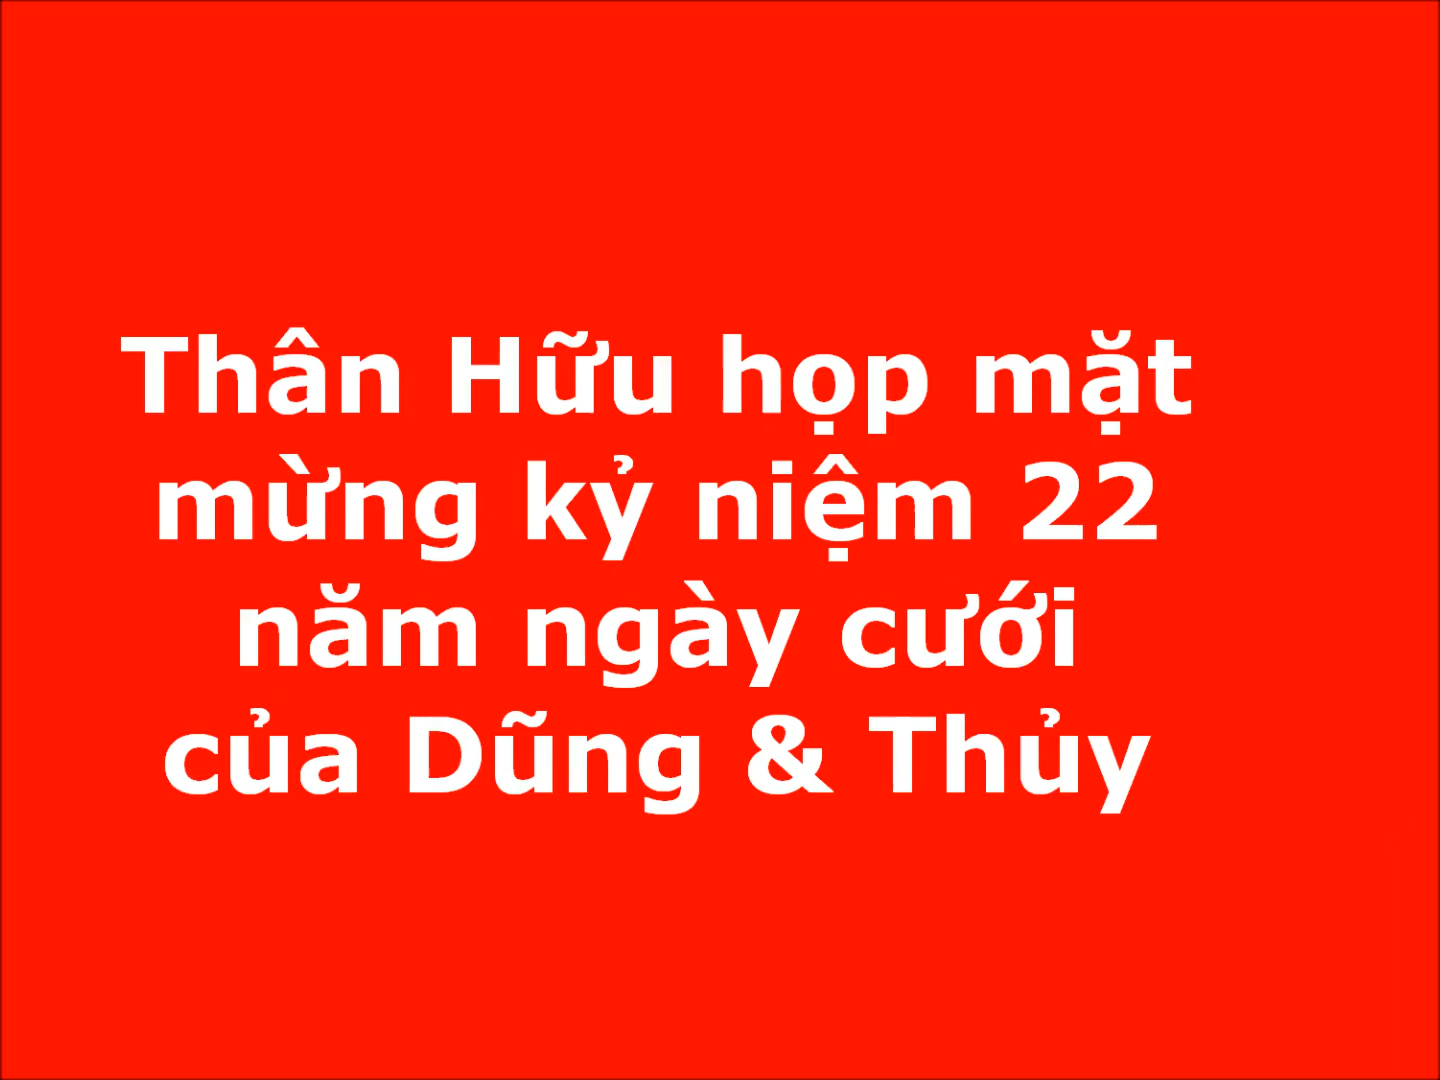 Thân Hữu họp mặt
mừng kỷ niệm 22
năm ngày cưới
của Dũng & Thủy